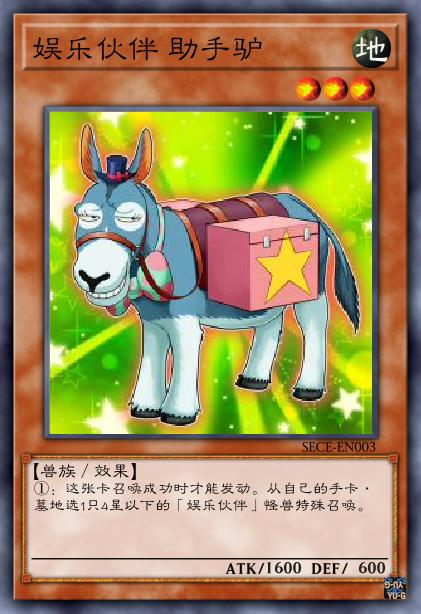 娱乐伙伴 助手驴
地
SECE-EN003
【兽族／效果】
①：这张卡召唤成功时才能发动。从自己的手卡·
墓地选1只4星以下的「娱乐伙伴」怪兽特殊召唤。
ATK/1600 DEF/ 600